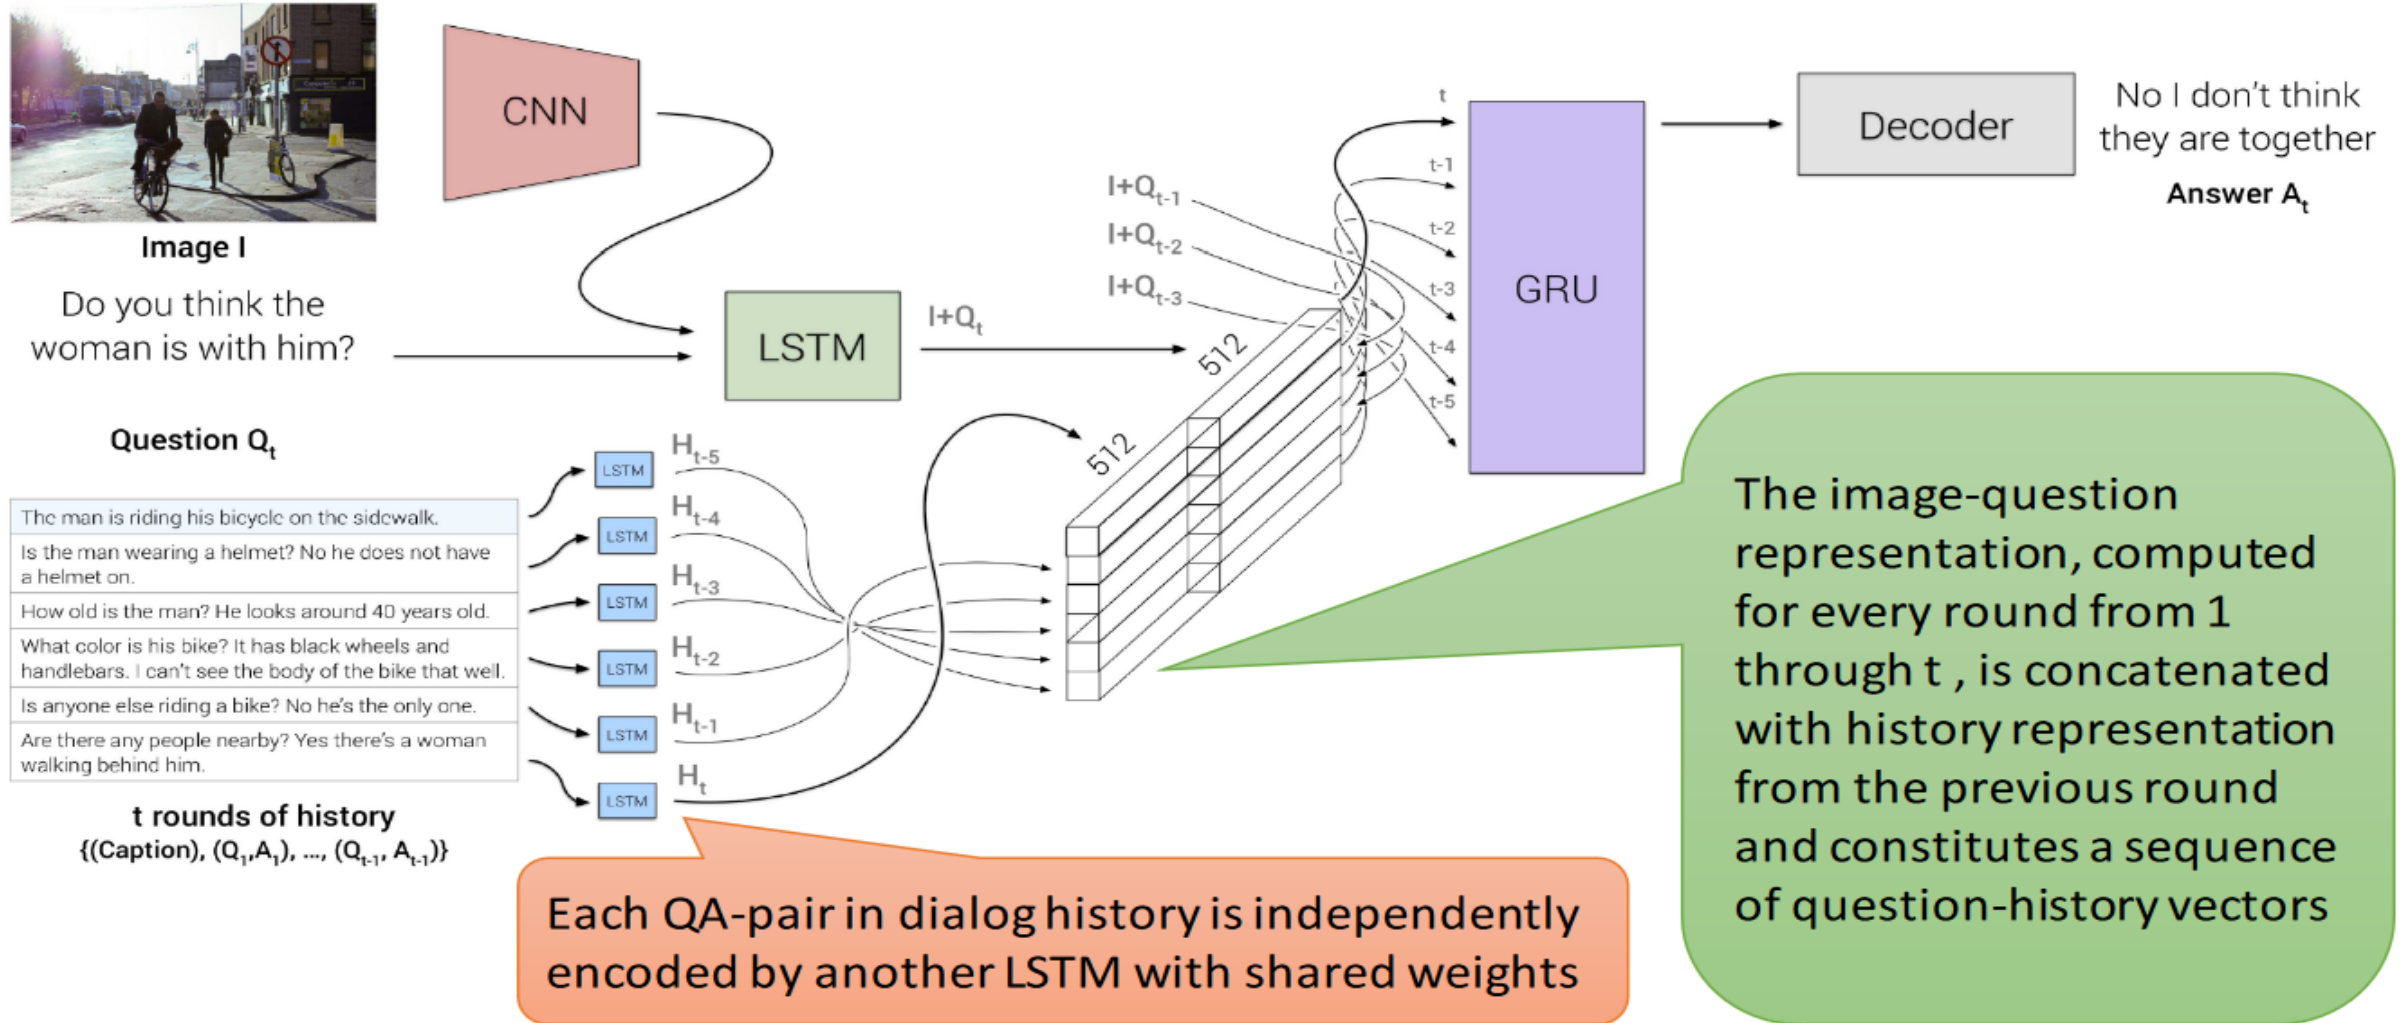 CNN
Image I
Do you think the
woman is with him?
Question Qt
LSTM
I+Qt
The man is riding his bicycle on the sidewalk.
Is the man wearing a helmet? No he does not have
a helmet on.
How old is the man? He looks around 40 years old.
What color is his bike? It has black wheels and
handlebars. I can't see the body of the bike that well.
Is anyone else riding a bike? No he's the only one.
Are there any people nearby? Yes there's a woman
walking behind him.
t rounds of history
{(Caption), (Q1,A1), ..., (Qt-1, At-1)}
LSTM
LSTM
LSTM
LSTM
LSTM
LSTM
Ht-5
Ht-4
Ht-3
Ht-2
Ht-1
Ht
512
512
I+Qt-1
I+Qt-2
I+Qt-3
t
t-1
t-2
t-3
t-4
t-5
GRU
Decoder
No I don't think
they are together
Answer At
Each QA-pair in dialog history is independently
encoded by another LSTM with shared weights
The image-question
representation, computed
for every round from 1
through t , is concatenated
with history representation
from the previous round
and constitutes a sequence
of question-history vectors